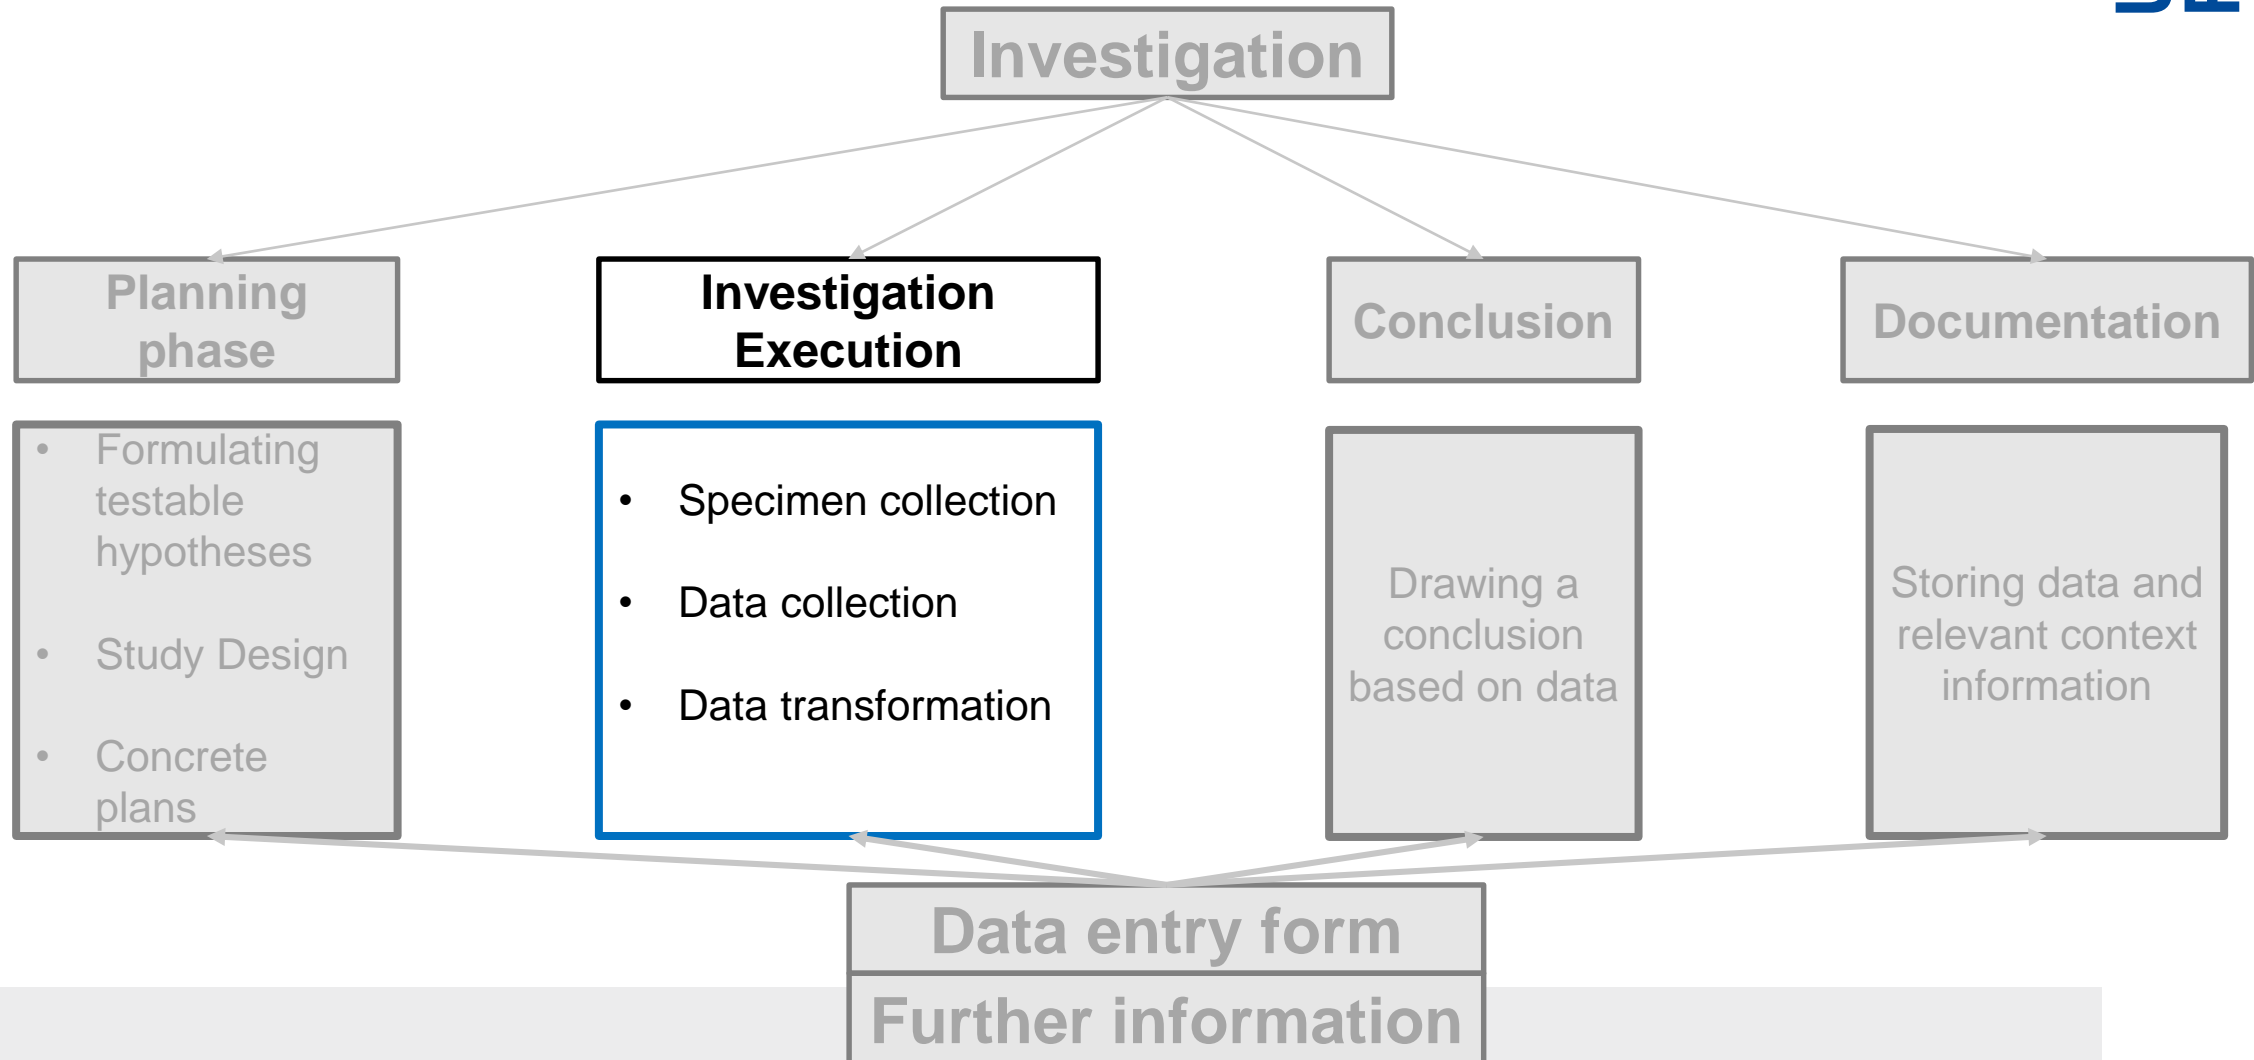 Investigation
Planning
phase
Investigation
Execution
Conclusion
Documentation
• Formulating
testable
hypotheses
• Study Design
• Concrete
plans
• Specimen collection
• Data collection
• Data transformation
Drawing a
conclusion
based on data
Storing data and
relevant context
information
Data entry form
Further information